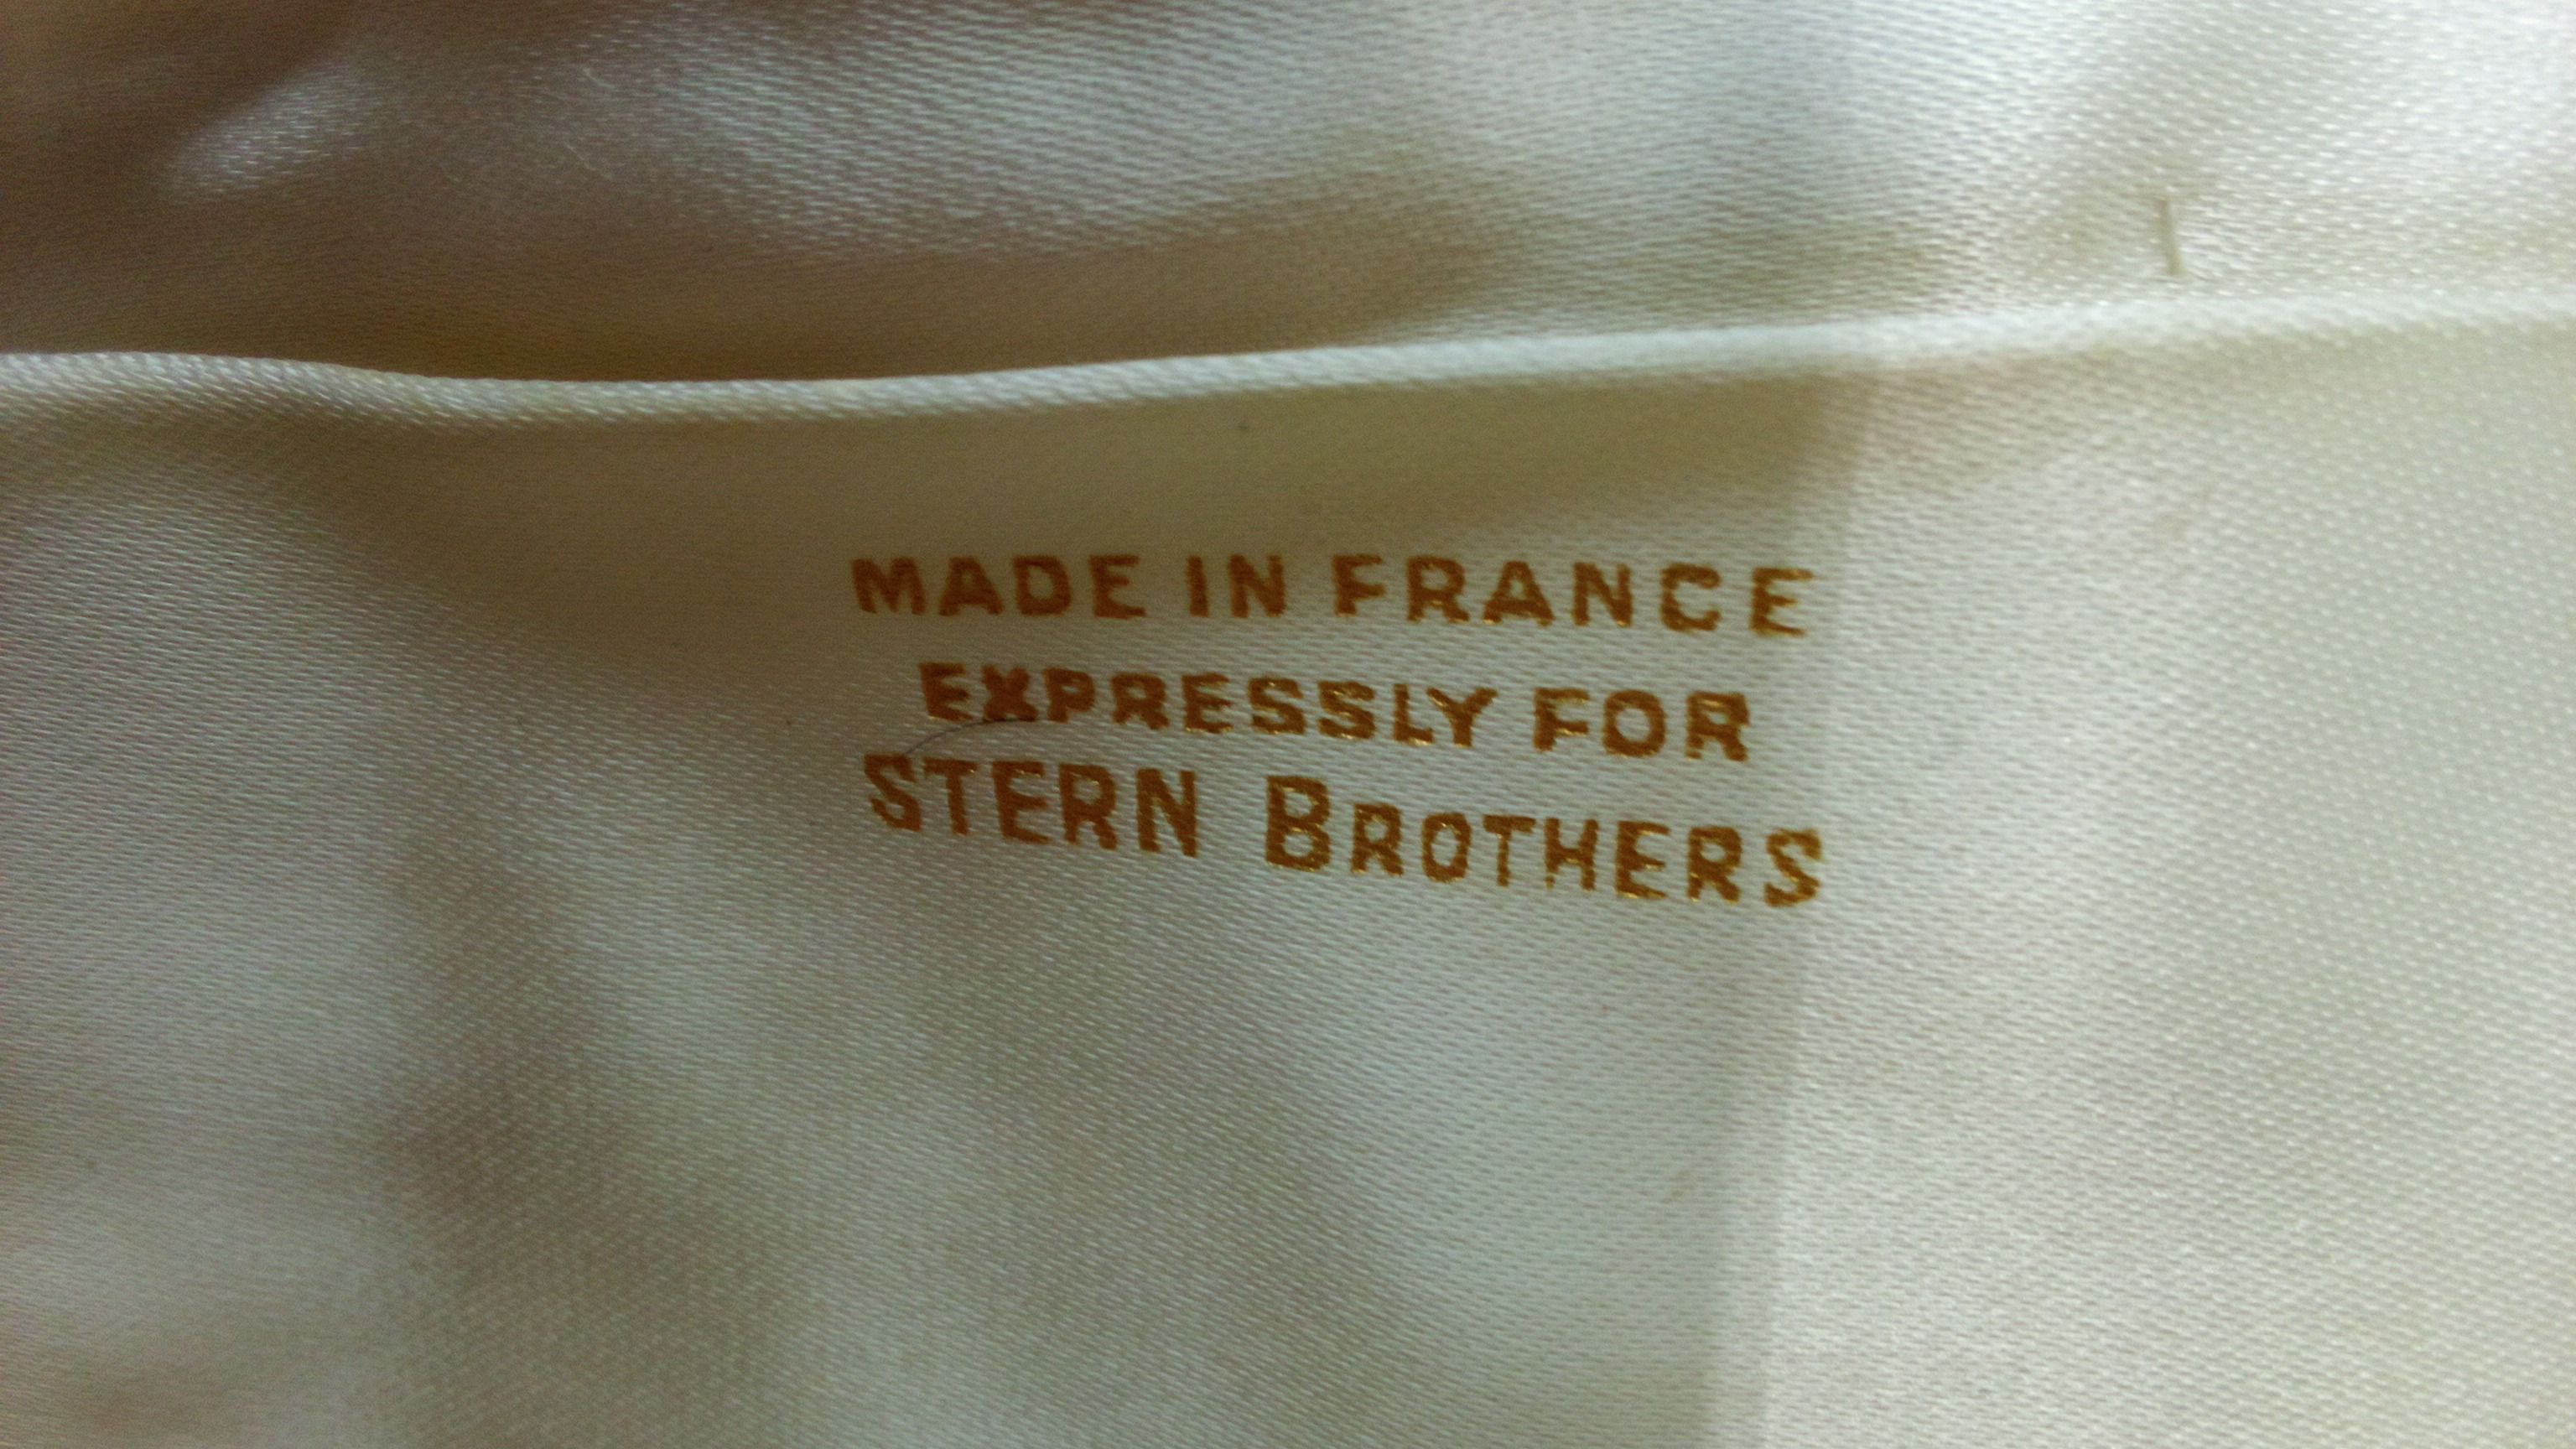 MADE IN FRANCE
EXPRESSLY FOR
STERN BROTHERS